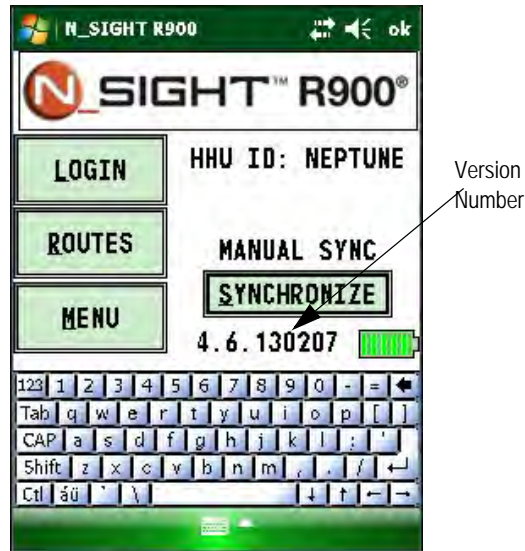 N_SIGHT R900 ok
N_SIGHT™ R900®
LOGIN HHU ID: NEPTUNE
Version
Number
ROUTES MANUAL SYNC
SYNCHRONIZE
MENU
4.6.130207
123 1 2 3 4 5 6 7 8 9 0 - =
Tab q w e r t y u i o p [ ]
CAP a s d f g h j k l ; '
Shift z x c v b n m , . /
Ctl áü ` \